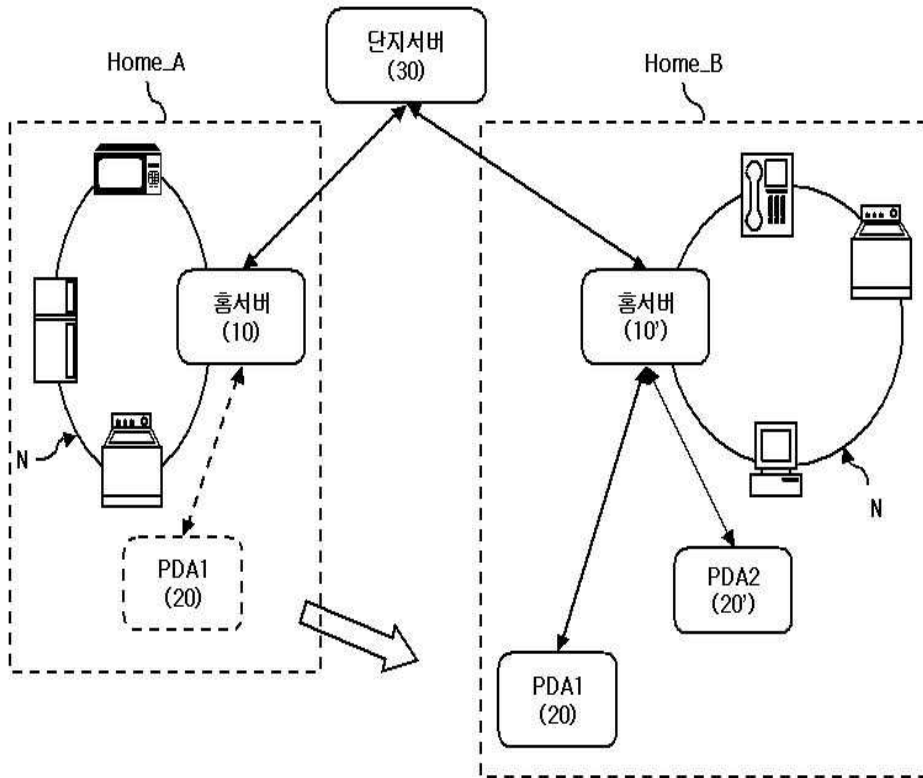 단지서버
(30)
Home_A
Home_B
홈서버
(10)
홈서버
(10')
N
N
PDA1
(20)
PDA2
(20')
PDA1
(20)